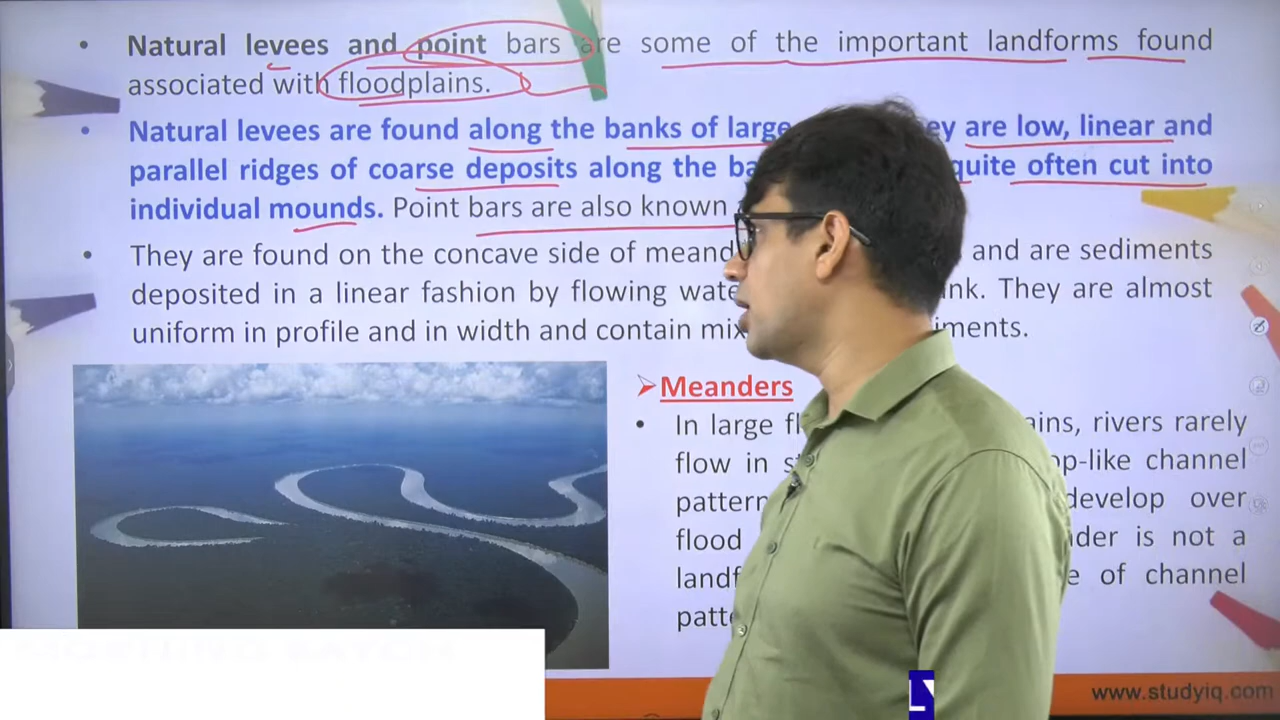 • Natural levees and point bars are some of the important landforms found
associated with floodplains.
• Natural levees are found along the banks of large ey are low, linear and
parallel ridges of coarse deposits along the ba quite often cut into
individual mounds. Point bars are also known
• They are found on the concave side of meand and are sediments
deposited in a linear fashion by flowing wate nk. They are almost
uniform in profile and in width and contain mix iments.
➢ Meanders
• In large fl ains, rivers rarely
flow in s op-like channel
pattern develop over
flood nder is not a
landf e of channel
patte
www.studyiq.com